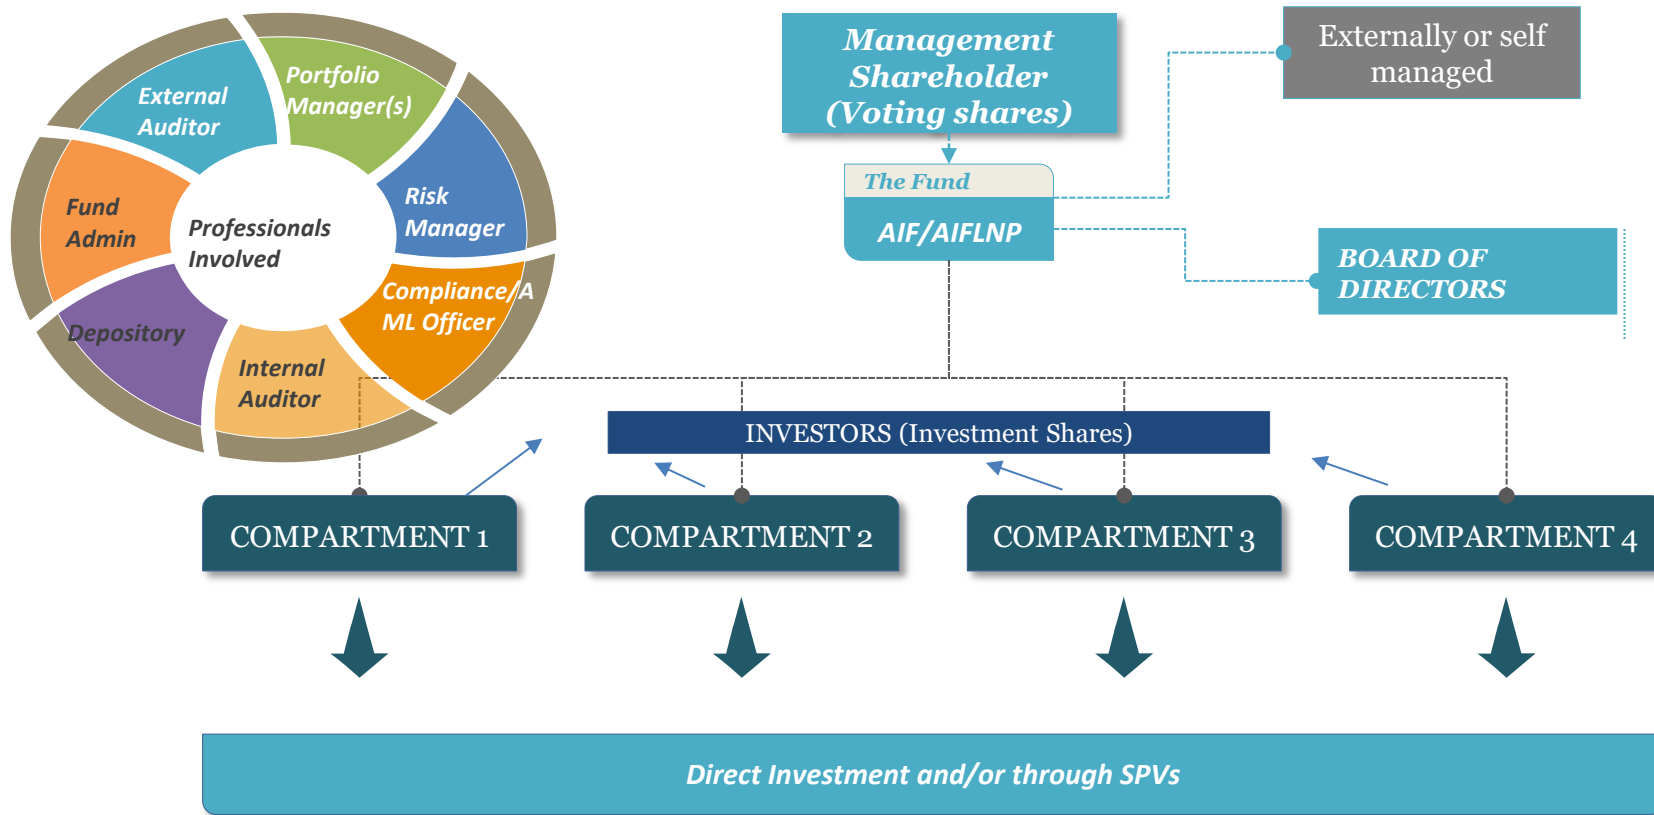 Portfolio
Manager(s)
External
Auditor
Risk
Manager
Fund
Admin
Professionals
Involved
Compliance/A
ML Officer
Depository
Internal
Auditor
Management
Shareholder
(Voting shares)
Externally or self
managed
The Fund
AIF/AIFLNP
BOARD OF
DIRECTORS
INVESTORS (Investment Shares)
COMPARTMENT 1
COMPARTMENT 2
COMPARTMENT 3
COMPARTMENT 4
Direct Investment and/or through SPVs